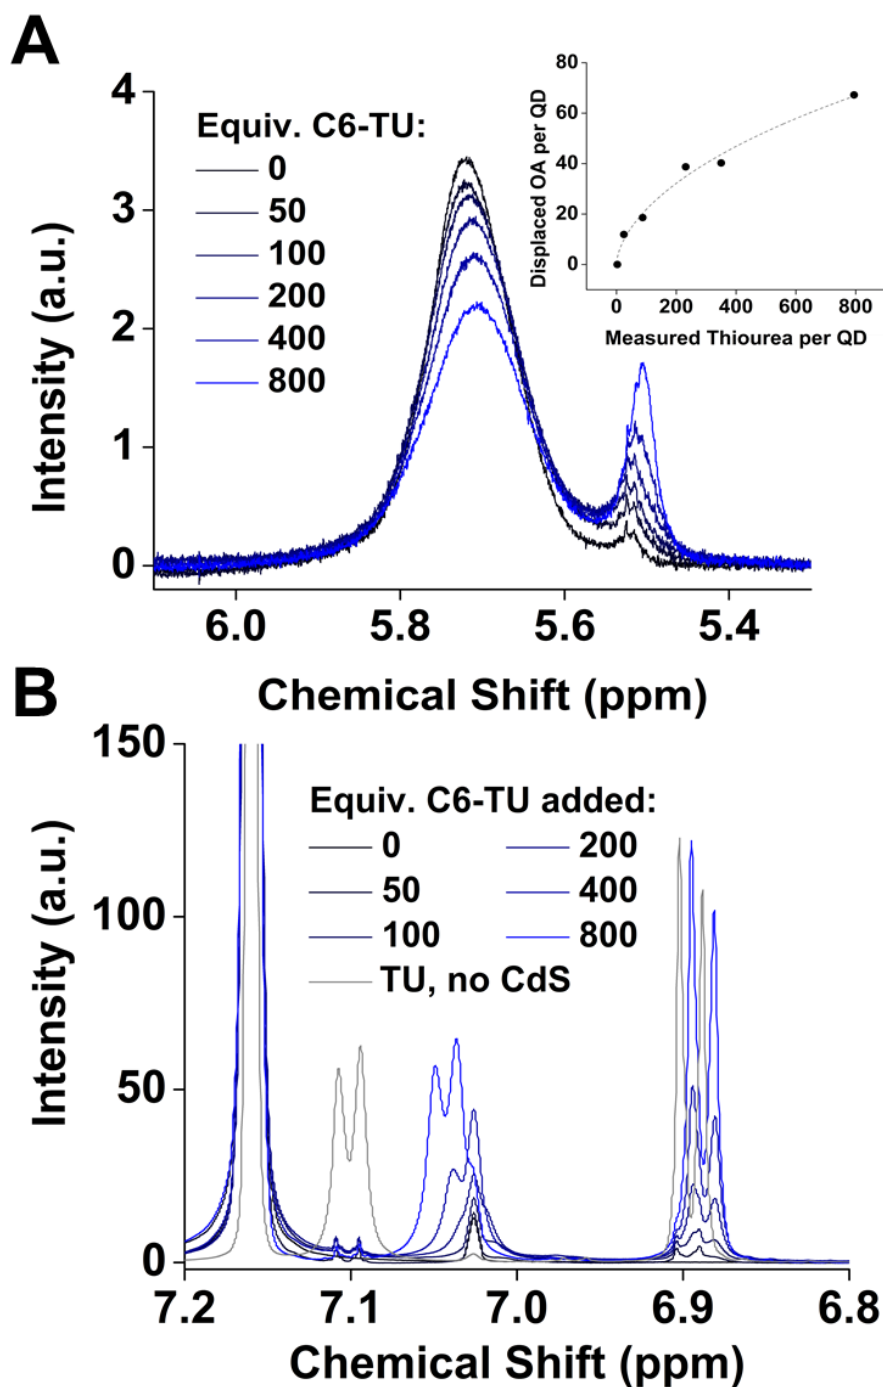 A
Equiv. C6-TU:
0
50
100
200
400
800
4
3
2
1
0
Intensity (a.u.)
6.0 5.8 5.6 5.4
Chemical Shift (ppm)
80
60
40
20
0
Displaced OA per QD
0 200 400 600 800
Measured Thiourea per QD
B
Equiv. C6-TU added:
0 200
50 400
100 800
TU, no CdS
150
100
50
0
Intensity (a.u.)
7.2 7.1 7.0 6.9 6.8
Chemical Shift (ppm)